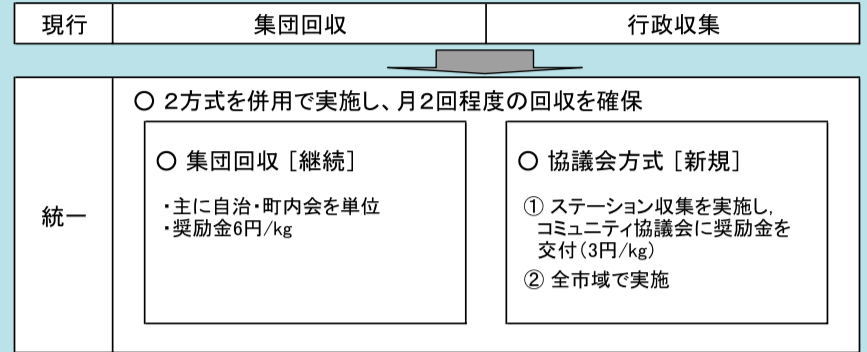 現行
集団回収
行政収集
統一
○ 2方式を併用で実施し、月2回程度の回収を確保
○ 集団回収［継続］
・主に自治・町内会を単位
・奨励金6円/kg
○ 協議会方式［新規］
① ステーション収集を実施し,
コミュニティ協議会に奨励金を
交付（3円/kg）
② 全市域で実施